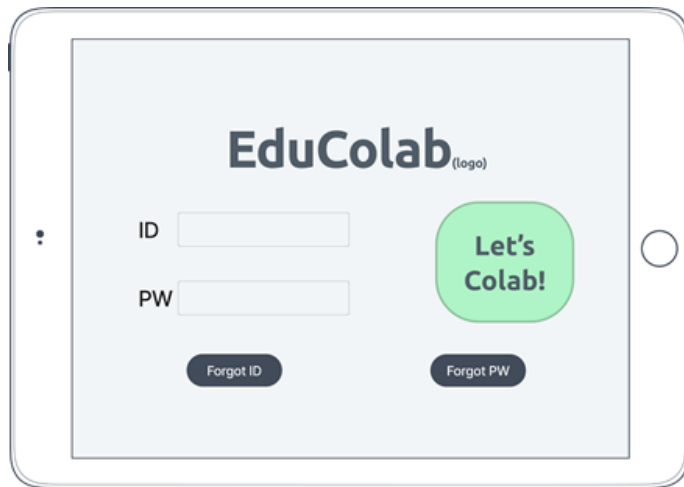 EduColab(logo)
ID
Let's
Colab!
PW
Forgot ID
Forgot PW